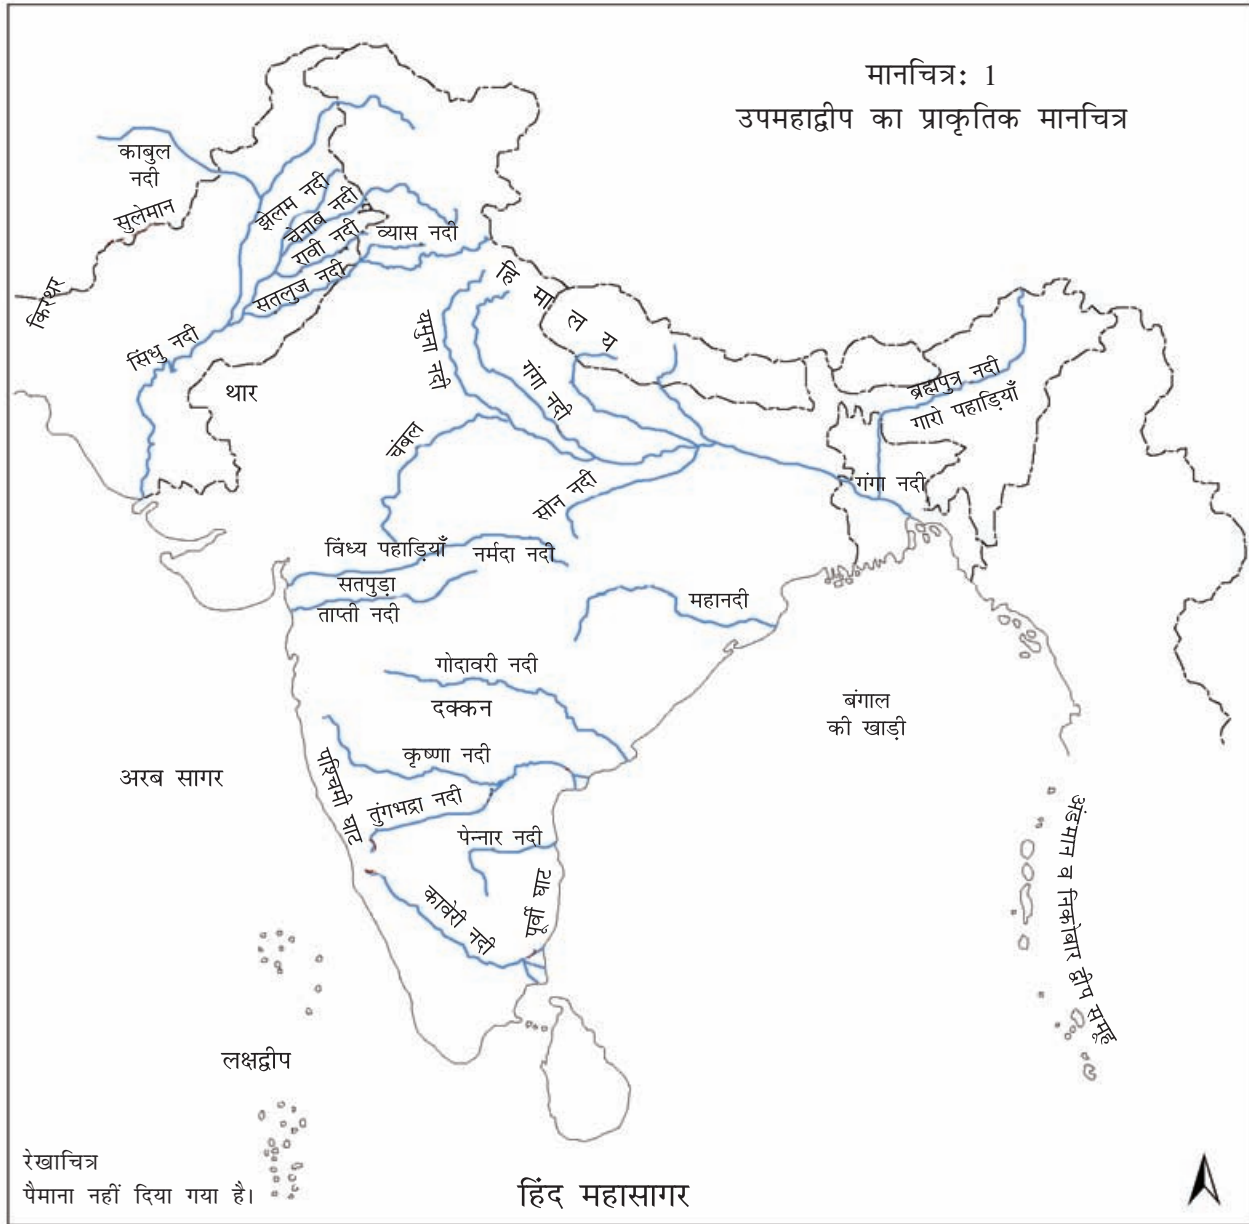 मानचित्र: 1
उपमहाद्वीप का प्राकृतिक मानचित्र
काबुल
नदी
सुलेमान
किरथर
झेलम नदी
चेनाब नदी
रावी नदी
व्यास नदी
सतलुज नदी
सिंधु नदी
थार
हिमालय
यमुना नदी
गंगा नदी
चंबल
सोन नदी
ब्रह्मपुत्र नदी
गारो पहाड़ियाँ
गंगा नदी
विंध्य पहाड़ियाँ
नर्मदा नदी
सतपुड़ा
ताप्ती नदी
महानदी
गोदावरी नदी
दक्कन
बंगाल
की खाड़ी
कृष्णा नदी
अरब सागर
पश्चिमी घाट
तुंगभद्रा नदी
पेन्नार नदी
कावेरी नदी
पूर्वी घाट
अंडमान व निकोबार द्वीप समूह
लक्षद्वीप
रेखाचित्र
पैमाना नहीं दिया गया है।
हिंद महासागर